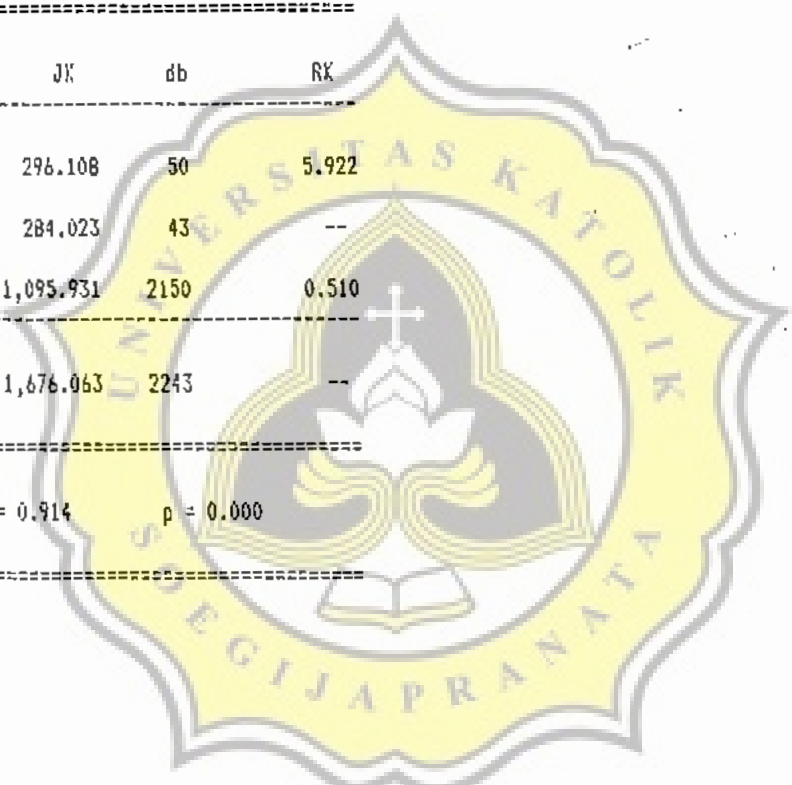 JK db RK
296.108 50 5.922
284.023 43 --
1,095.931 2150 0.510
1,676.063 2243 --
= 0.914 p = 0.000
UNIVERSITAS KATOLIK
SOEGIJAPRANATA